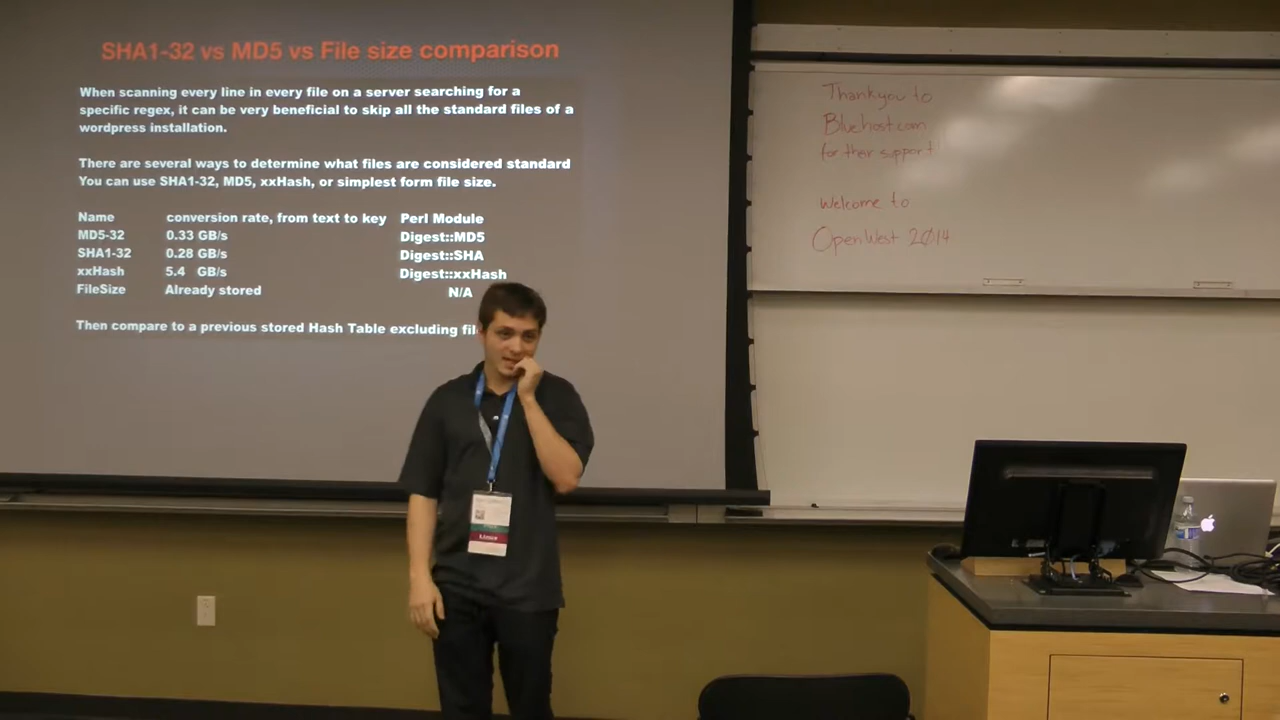 SHA1-32 vs MD5 vs File size comparison
When scanning every line in every file on a server searching for a
specific regex, it can be very beneficial to skip all the standard files of a
wordpress installation.
There are several ways to determine what files are considered standard
You can use SHA1-32, MD5, xxHash, or simplest form file size.
Name conversion rate, from text to key Perl Module
MD5-32 0.33 GB/s Digest::MD5
SHA1-32 0.28 GB/s Digest::SHA
xxHash 5.4 GB/s Digest::xxHash
FileSize Already stored N/A
Then compare to a previous stored Hash Table excluding
Thankyou to
Bluehost.com
for their support!
Welcome to
OpenWest 2014